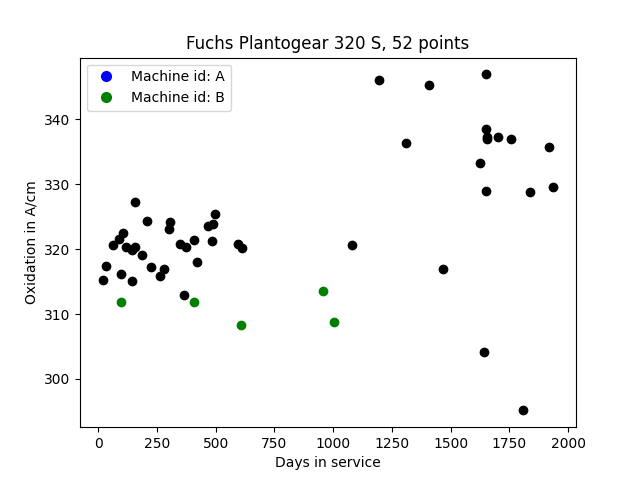 Fuchs Plantogear 320 S, 52 points
Machine id: A
Machine id: B
Oxidation in A/cm
340
330
320
310
300
0 250 500 750 1000 1250 1500 1750 2000
Days in service